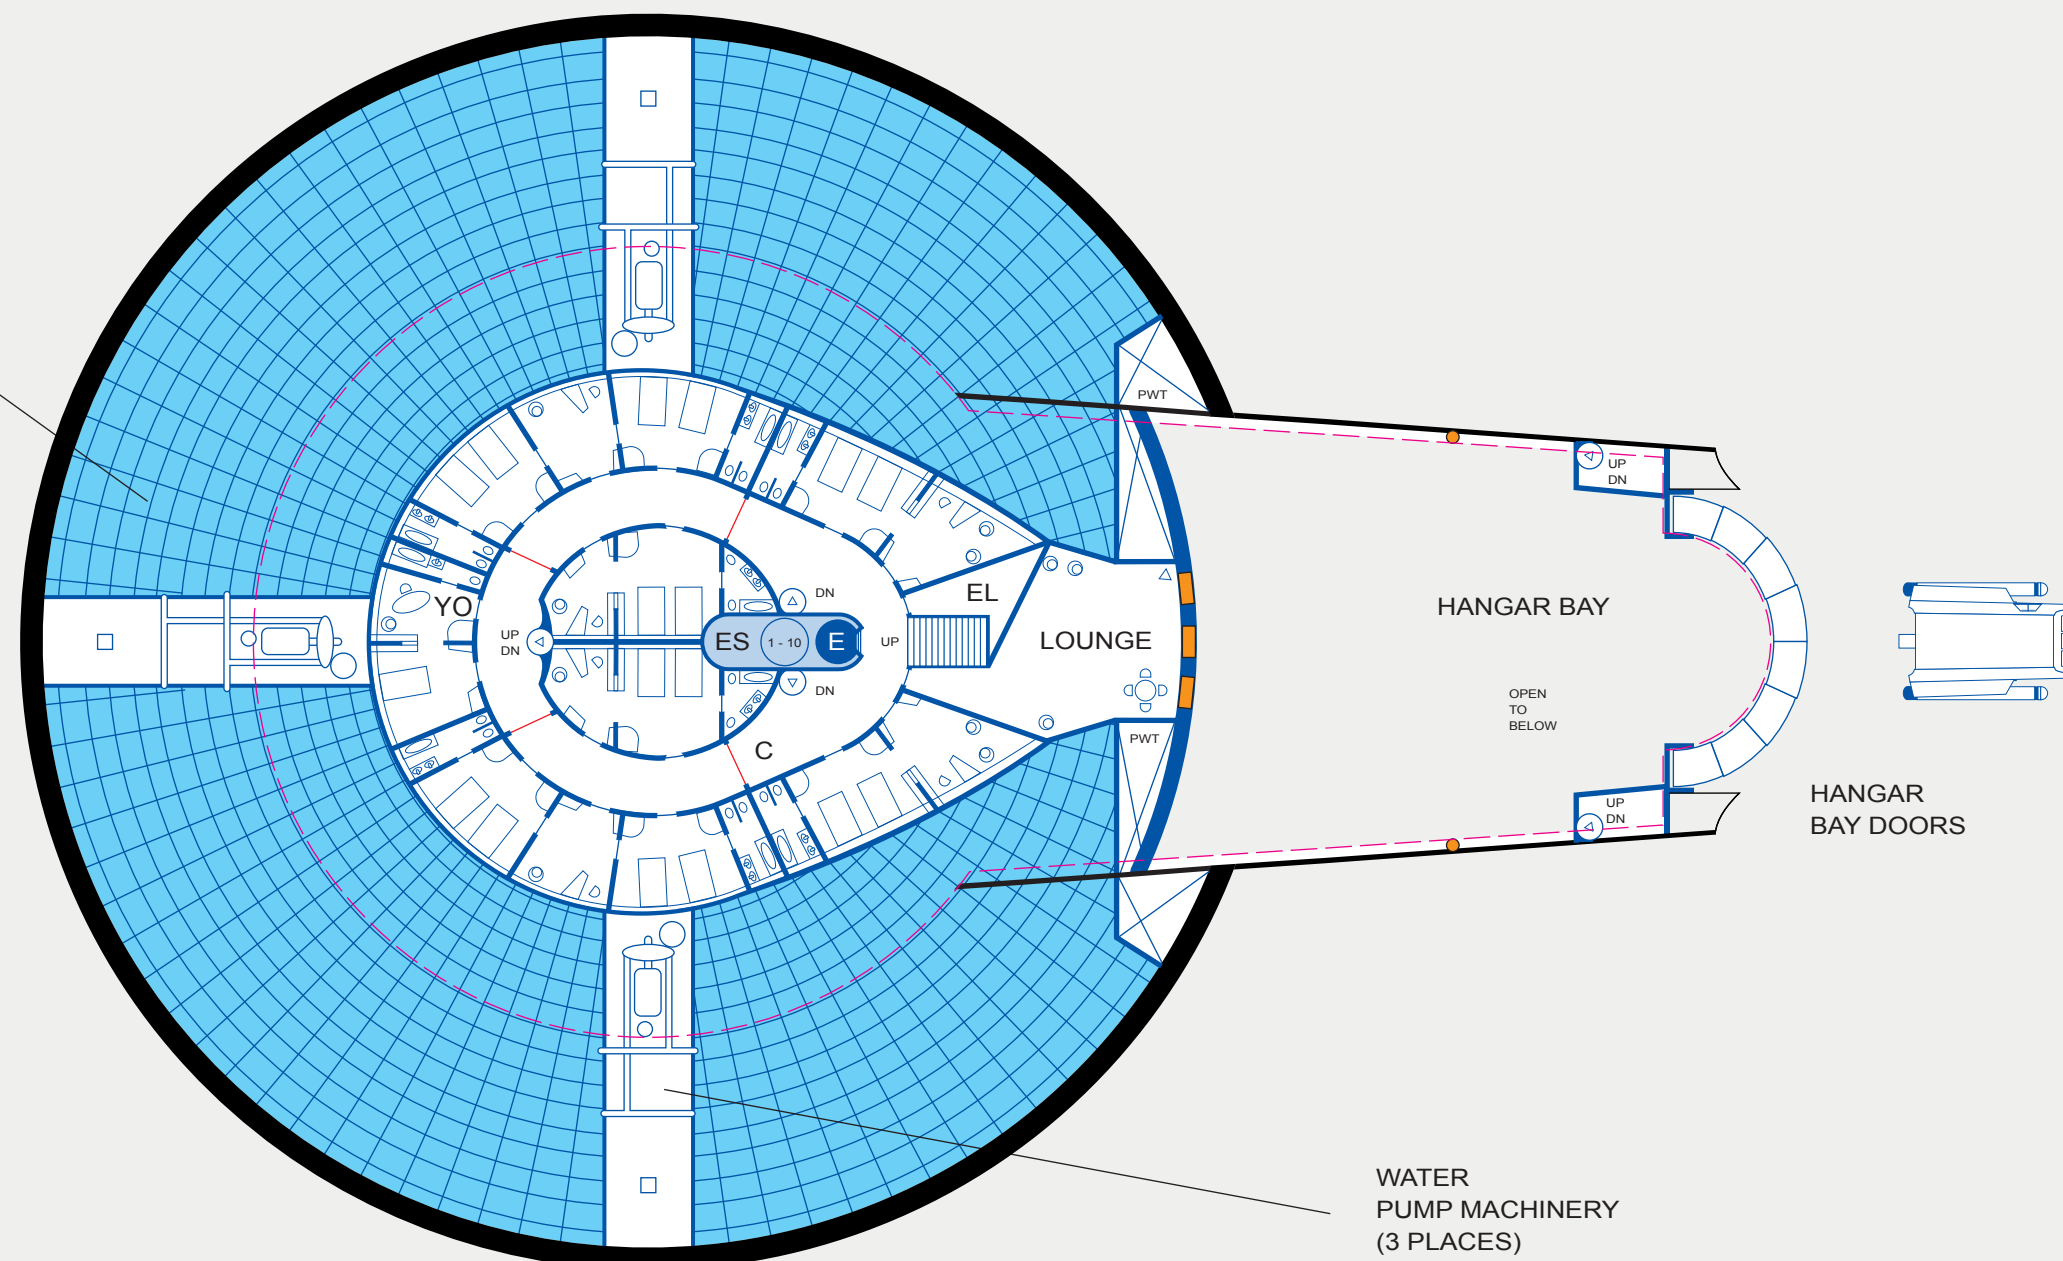 PWT
UP
DN
DN
EL
YO
HANGAR BAY
UP
DN
ES
1 - 10
E
UP
LOUNGE
DN
OPEN
TO
BELOW
C
PWT
HANGAR
BAY DOORS
UP
DN
WATER
PUMP MACHINERY
(3 PLACES)